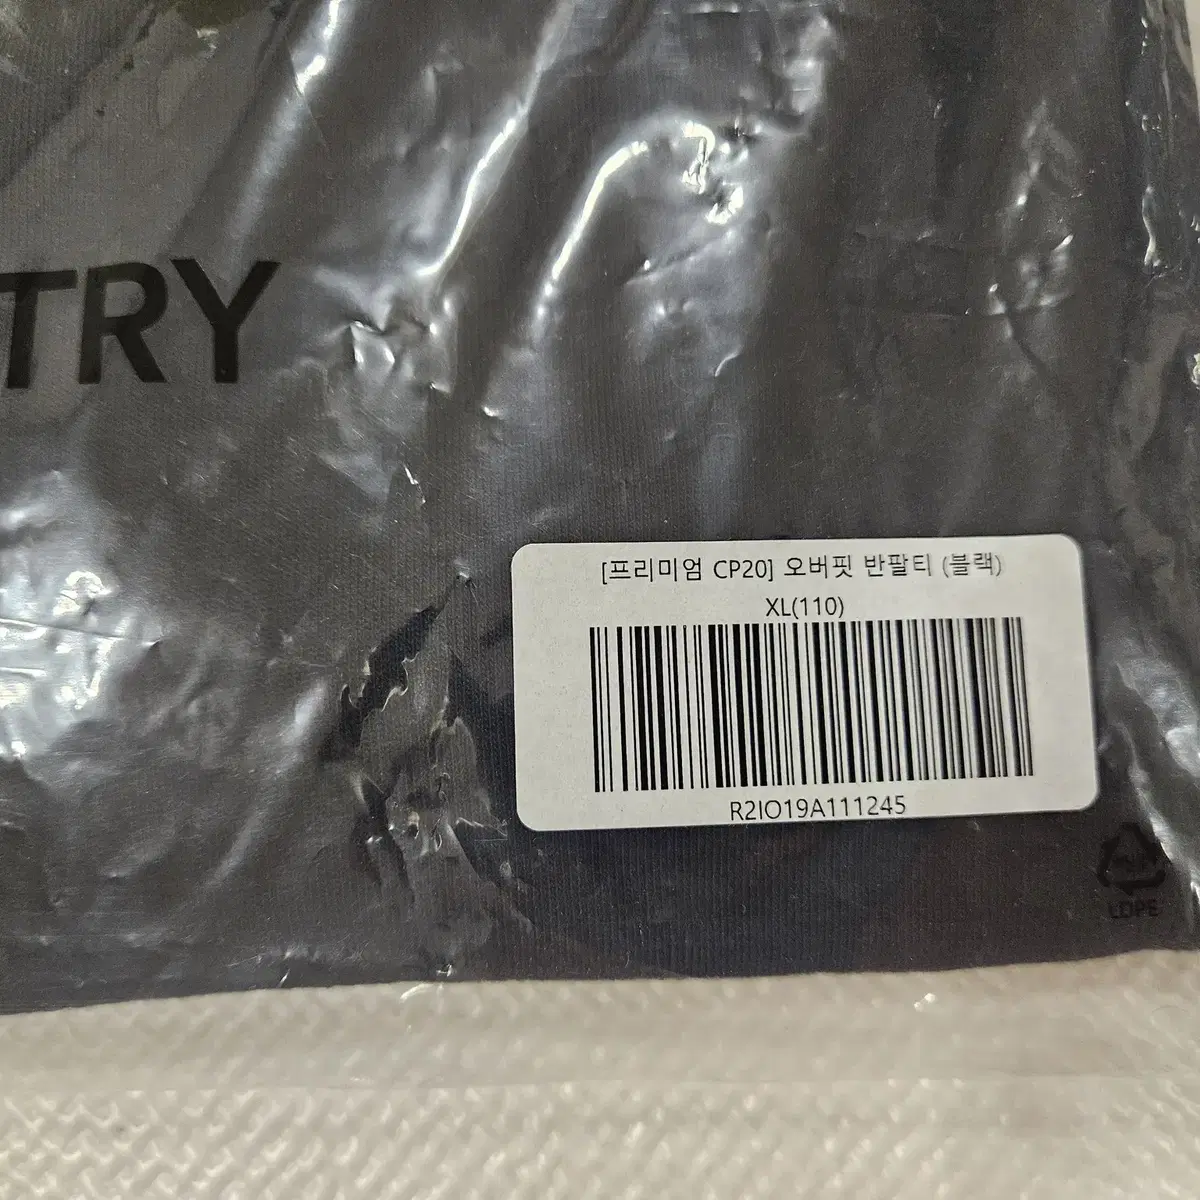 TRY
[프리미엄 CP20] 오버핏 반팔티 (블랙)
XL(110)
R2IO19A111245
LDPE